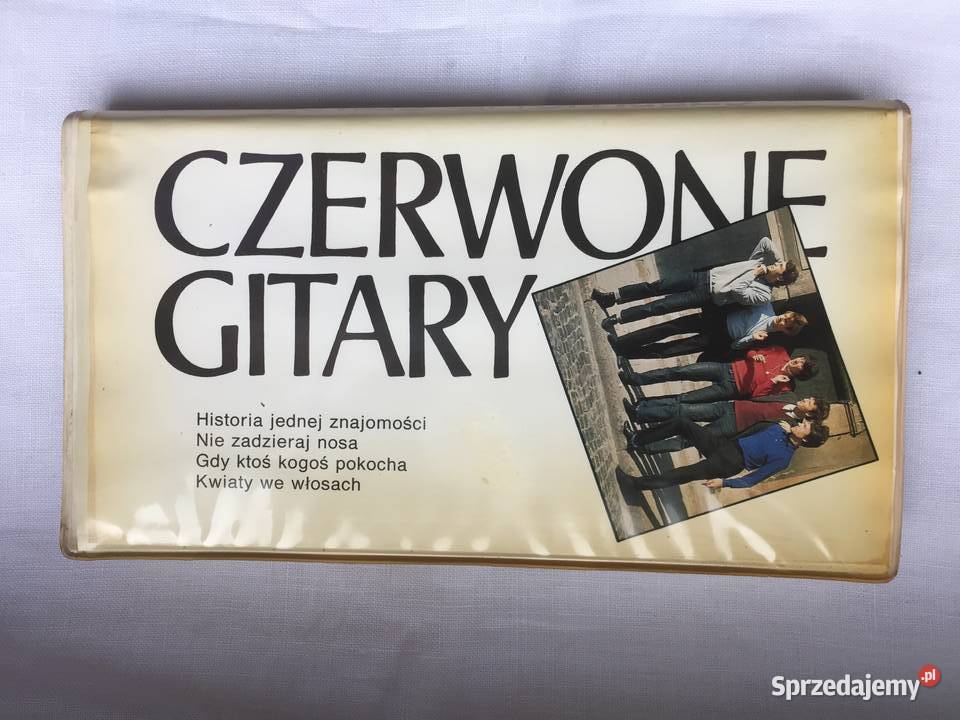 CZERWONE
GITARY
Historia jednej znajomości
Nie zadzieraj nosa
Gdy ktoś kogoś pokocha
Kwiaty we włosach
Sprzedajemy.pl